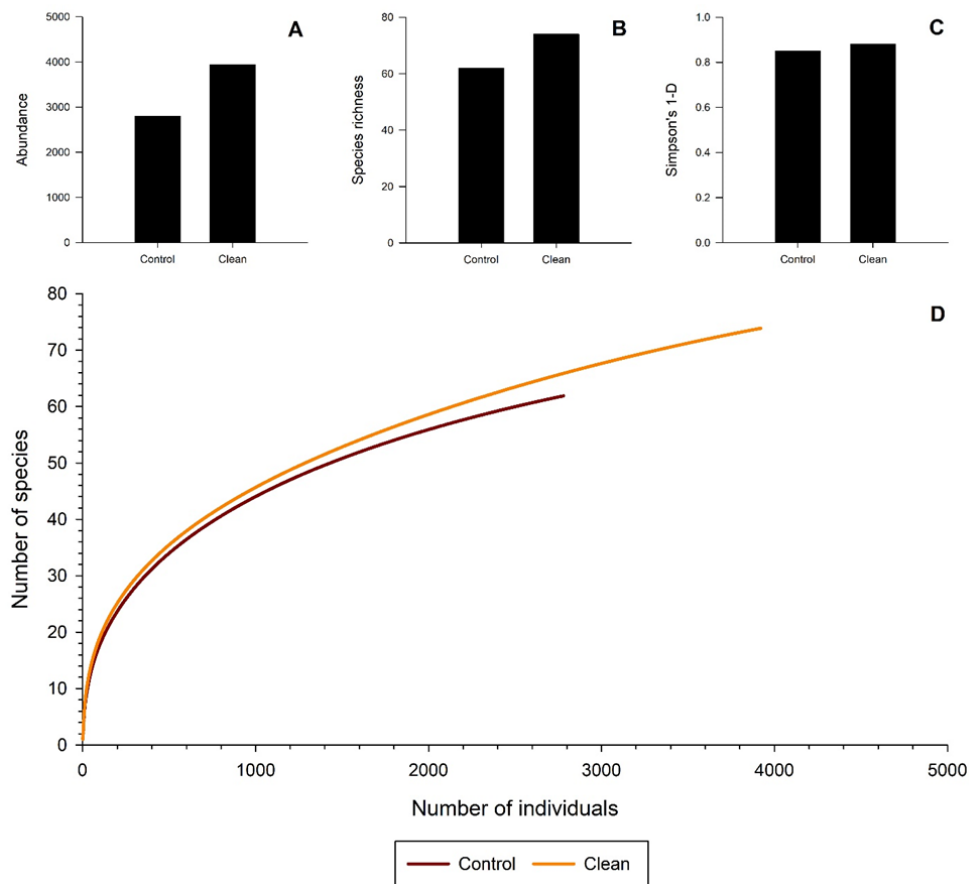 A
Abundance
5000
4000
3000
2000
1000
0
Control Clean
B
Species richness
80
60
40
20
0
Control Clean
C
Simpson's 1-D
1.0
0.8
0.6
0.4
0.2
0.0
Control Clean
D
Number of species
80
70
60
50
40
30
20
10
0
0 1000 2000 3000 4000 5000
Number of individuals
Control Clean